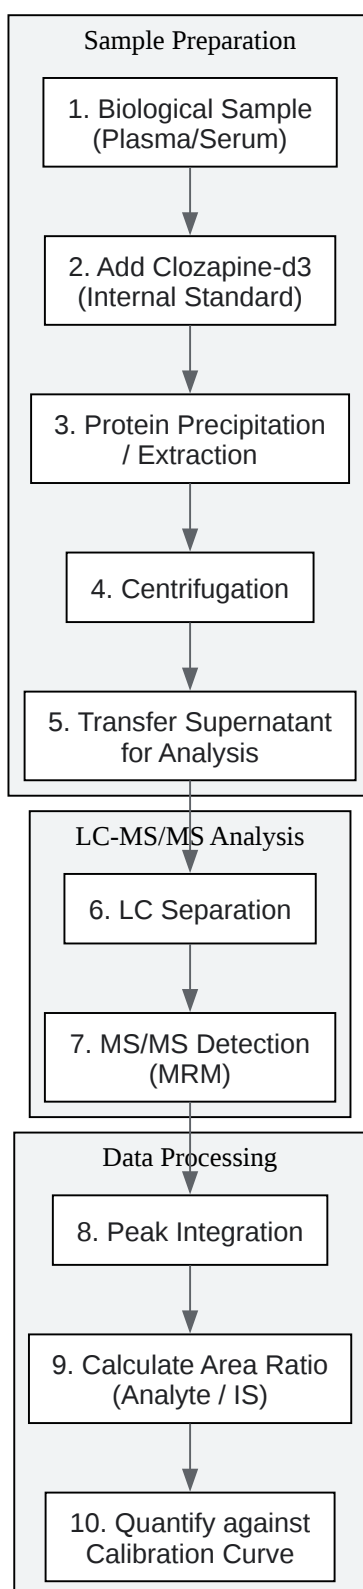 Sample Preparation
1. Biological Sample
(Plasma/Serum)
2. Add Clozapine-d3
(Internal Standard)
3. Protein Precipitation
/ Extraction
4. Centrifugation
5. Transfer Supernatant
for Analysis
LC-MS/MS Analysis
6. LC Separation
7. MS/MS Detection
(MRM)
Data Processing
8. Peak Integration
9. Calculate Area Ratio
(Analyte / IS)
10. Quantify against
Calibration Curve